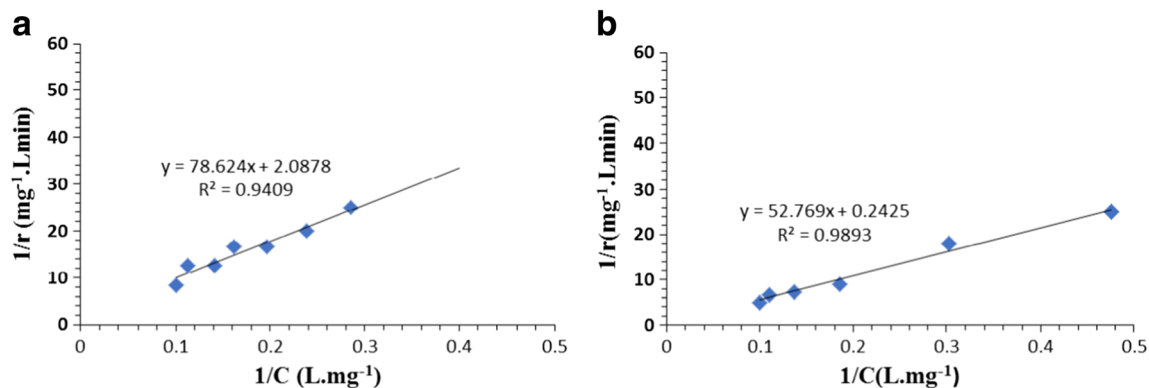 a
60
50
40
30
20
10
0
1/r (mg⁻¹.Lmin)
y = 78.624x + 2.0878
R² = 0.9409
0 0.1 0.2 0.3 0.4 0.5
1/C (L.mg⁻¹)
b
60
50
40
30
20
10
0
1/r(mg⁻¹.Lmin)
y = 52.769x + 0.2425
R² = 0.9893
0 0.1 0.2 0.3 0.4 0.5
1/C(L.mg⁻¹)